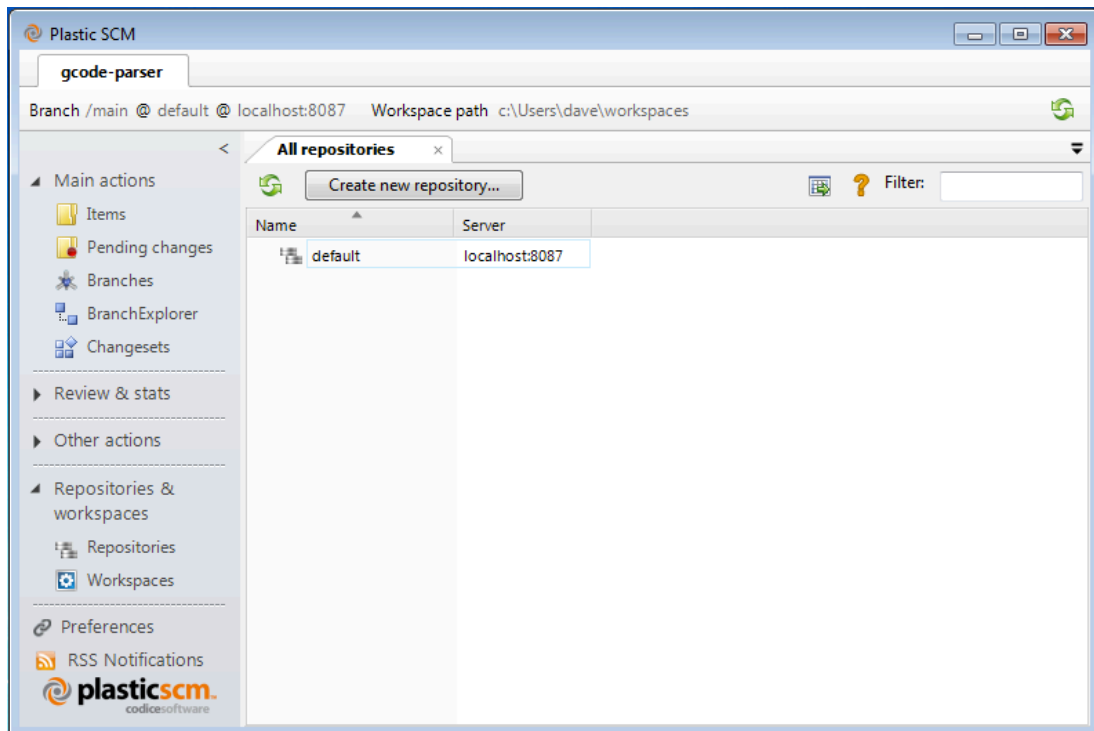 Plastic SCM
gcode-parser
Branch /main @ default @ localhost:8087 Workspace path c:\Users\dave\workspaces
<
Main actions
Items
Pending changes
Branches
BranchExplorer
Changesets
Review & stats
Other actions
Repositories &
workspaces
Repositories
Workspaces
Preferences
RSS Notifications
plasticscm™
codicesoftware
All repositories ×
Create new repository... ? Filter:
Name Server
default localhost:8087